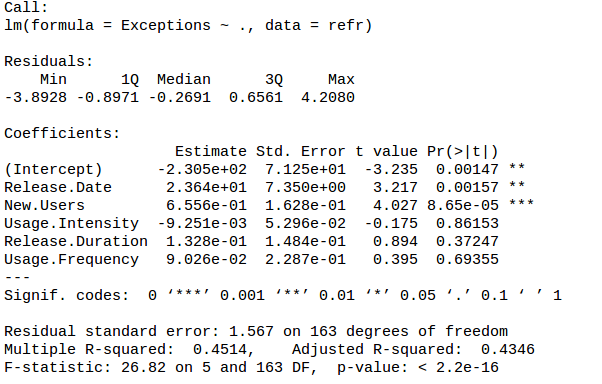 Call:
lm(formula = Exceptions ~ ., data = refr)
Residuals:
    Min      1Q  Median      3Q     Max
-3.8928 -0.8971 -0.2691  0.6561  4.2080
Coefficients:
                   Estimate Std. Error t value Pr(>|t|)
(Intercept)      -2.305e+02  7.125e+01  -3.235  0.00147 **
Release.Date      2.364e+01  7.350e+00   3.217  0.00157 **
New.Users         6.556e-01  1.628e-01   4.027 8.65e-05 ***
Usage.Intensity  -9.251e-03  5.296e-02  -0.175  0.86153
Release.Duration  1.328e-01  1.484e-01   0.894  0.37247
Usage.Frequency   9.026e-02  2.287e-01   0.395  0.69355
---
Signif. codes:  0 ‘***’ 0.001 ‘**’ 0.01 ‘*’ 0.05 ‘.’ 0.1 ‘ ’ 1
Residual standard error: 1.567 on 163 degrees of freedom
Multiple R-squared:  0.4514,    Adjusted R-squared:  0.4346
F-statistic: 26.82 on 5 and 163 DF,  p-value: < 2.2e-16